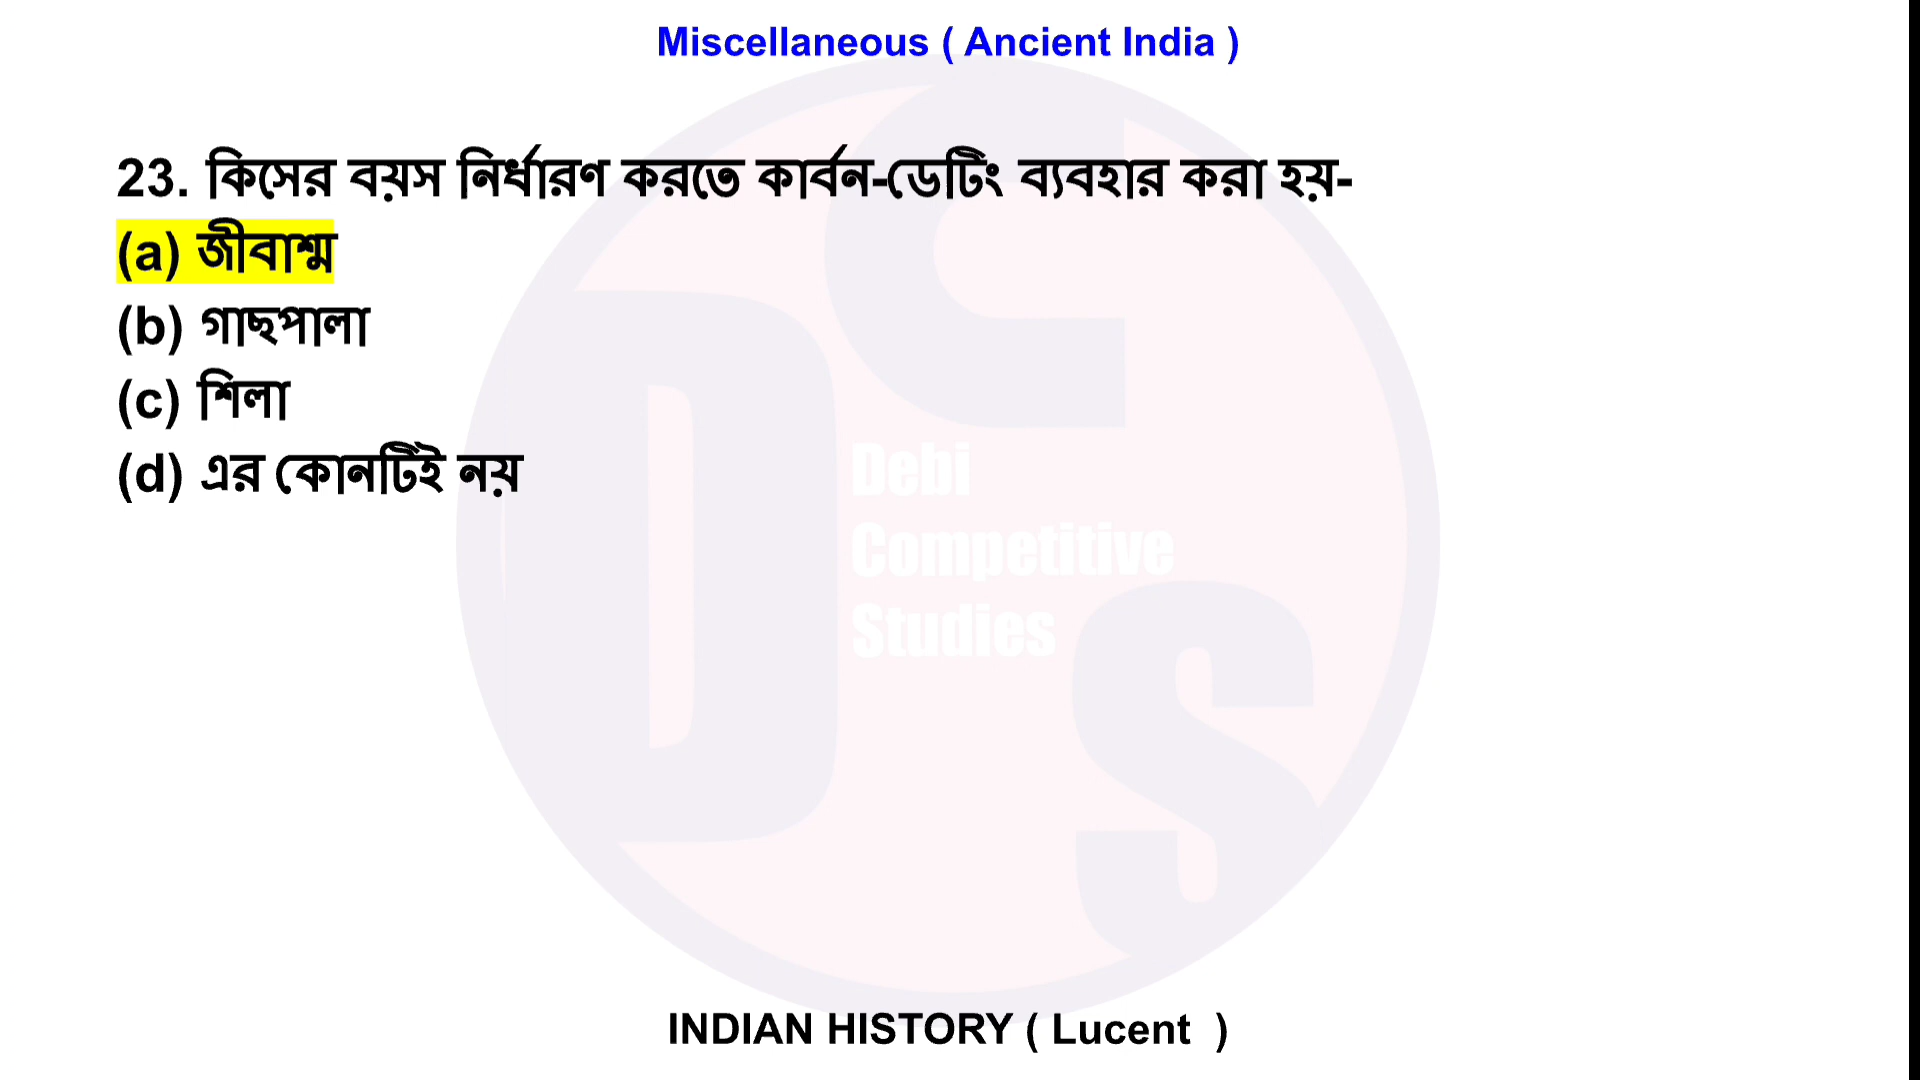 Miscellaneous ( Ancient India )
23. কিসের বয়স নির্ধারণ করতে কার্বন-ডেটিং ব্যবহার করা হয়-
(a) জীবাশ্ম
(b) গাছপালা
(c) শিলা
(d) এর কোনটিই নয়
Debi
Competitive
Studies
INDIAN HISTORY ( Lucent )